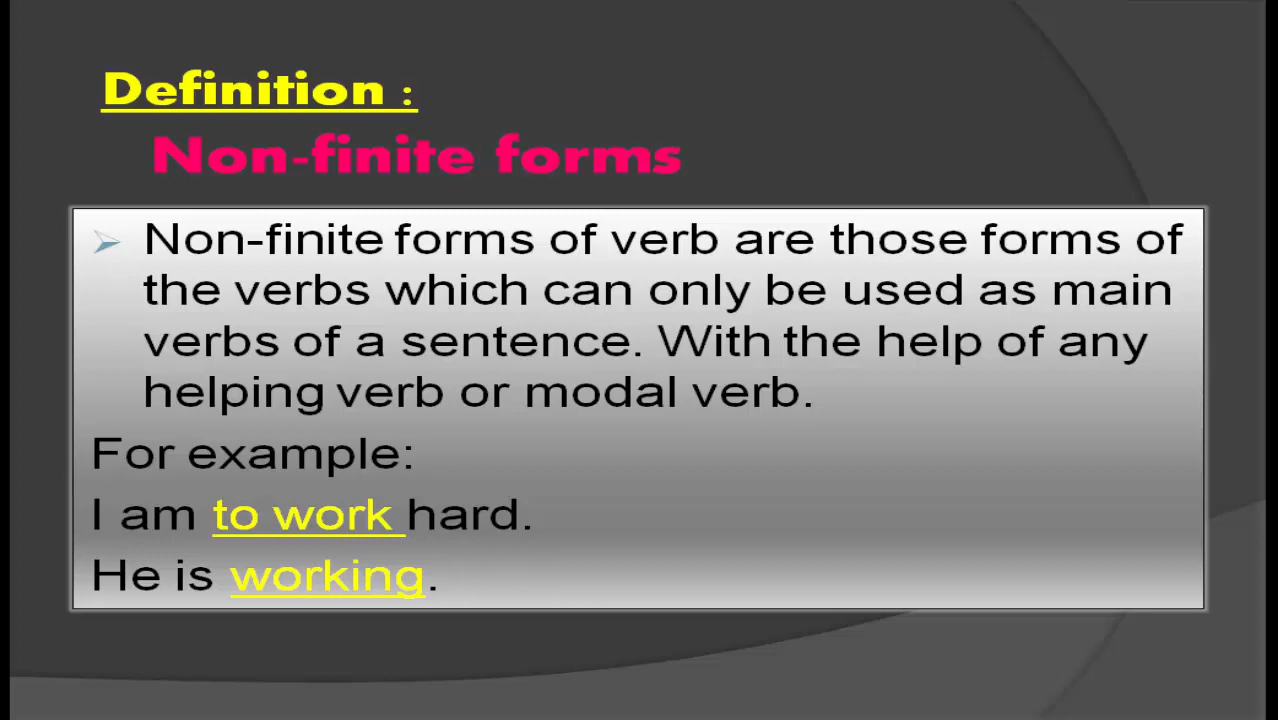 Definition :
Non-finite forms
Non-finite forms of verb are those forms of
the verbs which can only be used as main
verbs of a sentence. With the help of any
helping verb or modal verb.
For example:
I am to work hard.
He is working.